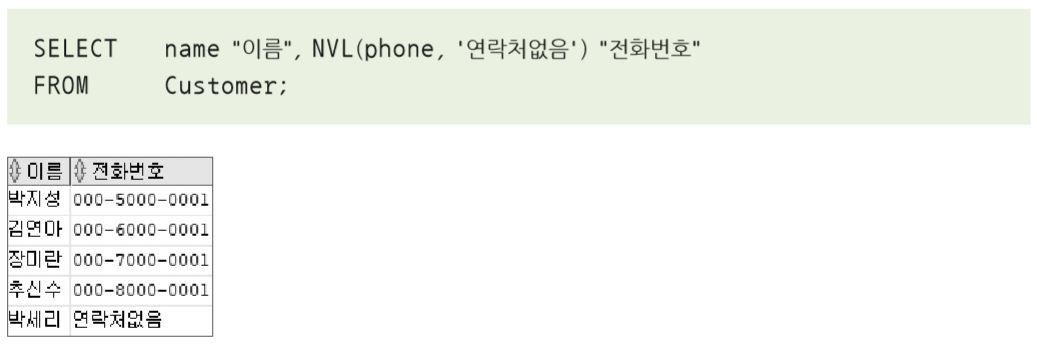 SELECT name "이름", NVL(phone, '연락처없음') "전화번호"
FROM Customer;
이름 전화번호
박지성 000-5000-0001
김연아 000-6000-0001
장미란 000-7000-0001
추신수 000-8000-0001
박세리 연락처없음